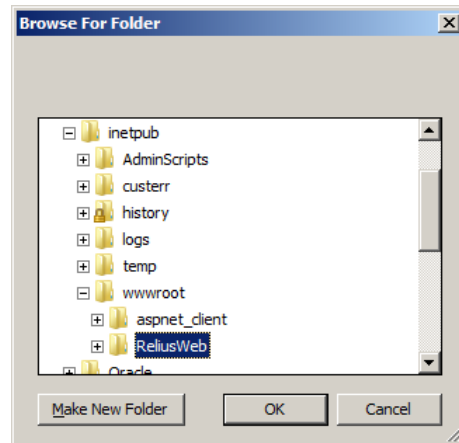 Browse For Folder
inetpub
AdminScripts
custerr
history
logs
temp
wwwroot
aspnet_client
ReliusWeb
Oracle
Make New Folder
OK
Cancel